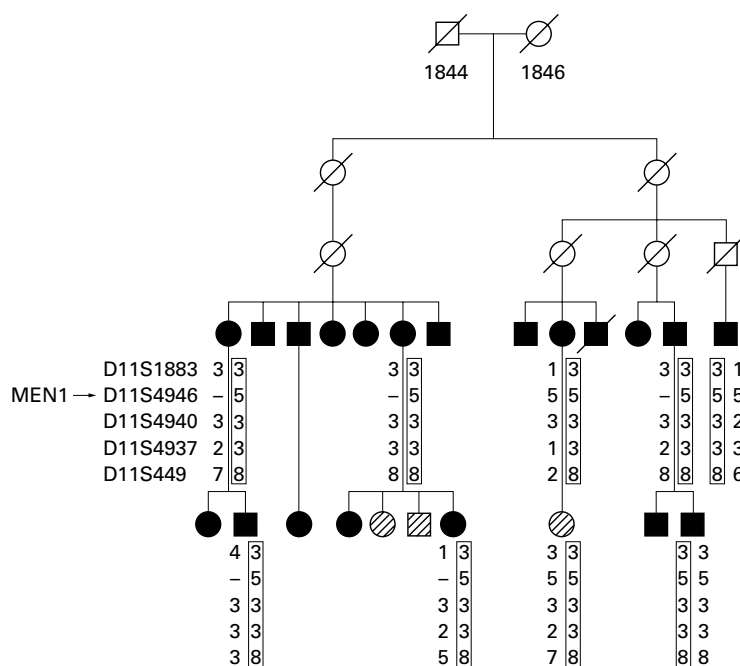 1844 1846
D11S1883 3 3 3 3 1 3 3 3 3 1
MEN1 D11S4946 – 5 – 5 5 5 – 5 5 5
D11S4940 3 3 3 3 3 3 3 3 3 2
D11S4937 2 3 3 3 1 3 2 3 3 3
D11S449 7 8 8 8 2 8 8 8 8 6
4 3 1 3 3 3 3 3
– 5 – 5 5 5 5 5
3 3 3 3 3 3 3 3
3 3 2 3 2 3 3 3
3 8 5 8 7 8 8 8